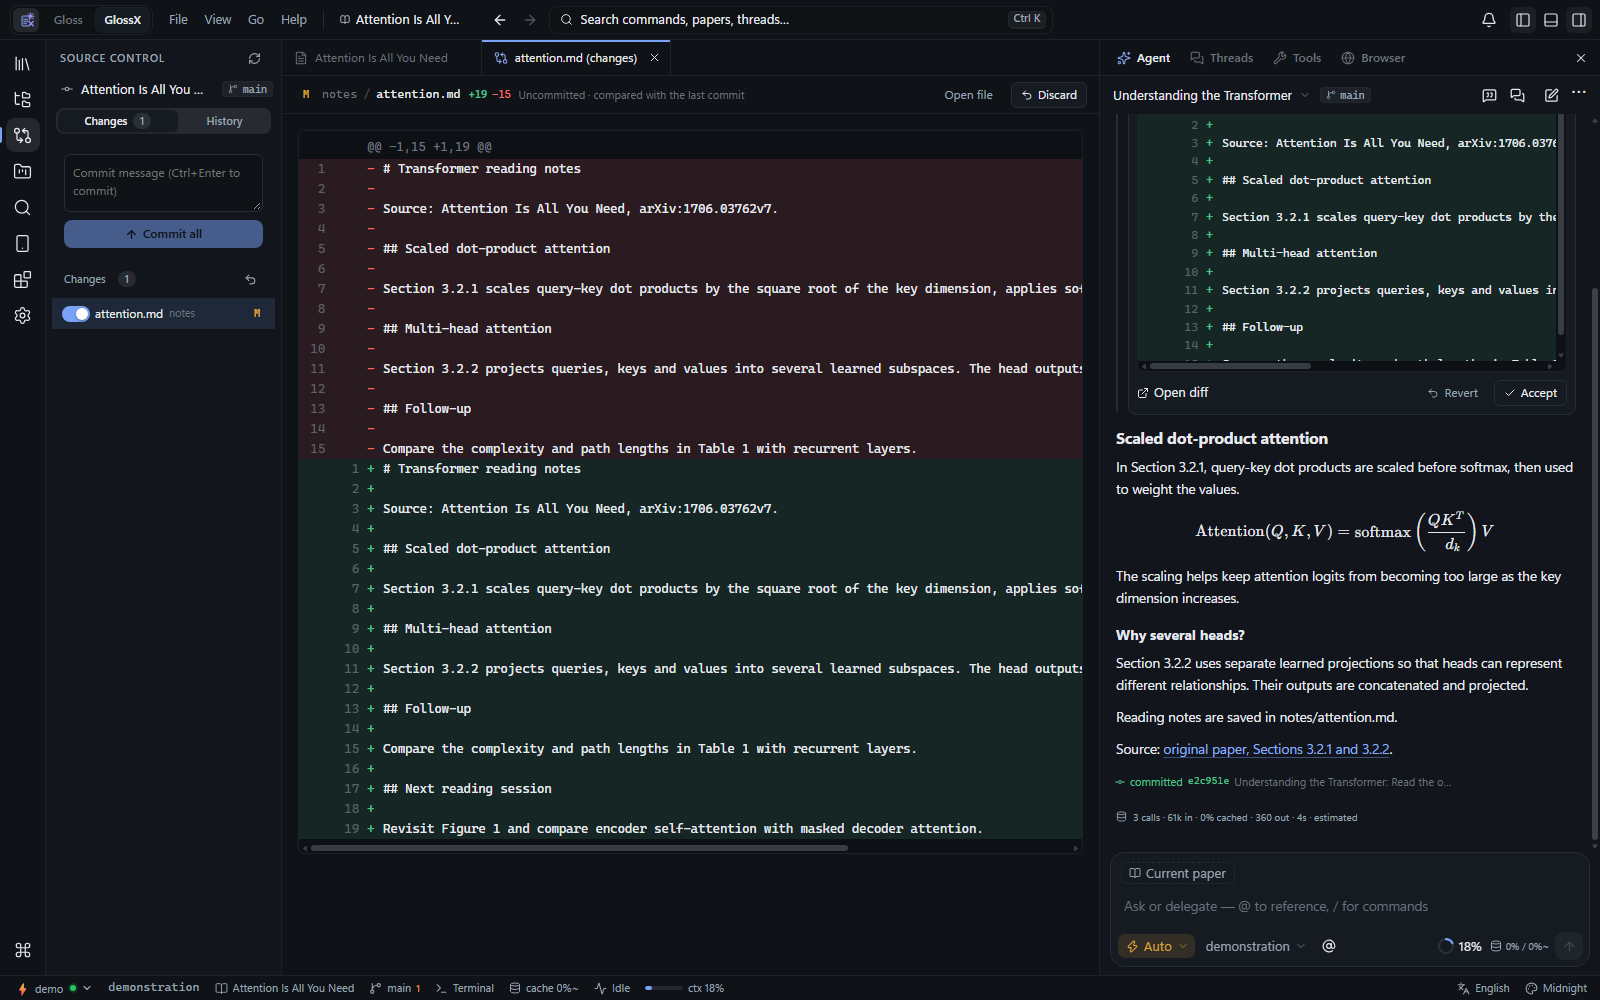 Gloss GlossX File View Go Help Attention Is All Y... Search commands, papers, threads... Ctrl K
SOURCE CONTROL
Attention Is All You ... main
Changes 1 History
Commit message (Ctrl+Enter to
commit)
Commit all
Changes 1
attention.md notes M
Attention Is All You Need attention.md (changes)
M notes / attention.md +19 −15 Uncommitted · compared with the last commit Open file Discard
@@ −1,15 +1,19 @@
1 − # Transformer reading notes
2 −
3 − Source: Attention Is All You Need, arXiv:1706.03762v7.
4 −
5 − ## Scaled dot-product attention
6 −
7 − Section 3.2.1 scales query-key dot products by the square root of the key dimension, applies sof
8 −
9 − ## Multi-head attention
10 −
11 − Section 3.2.2 projects queries, keys and values into several learned subspaces. The head outputs
12 −
13 − ## Follow-up
14 −
15 − Compare the complexity and path lengths in Table 1 with recurrent layers.
1 + # Transformer reading notes
2 +
3 + Source: Attention Is All You Need, arXiv:1706.03762v7.
4 +
5 + ## Scaled dot-product attention
6 +
7 + Section 3.2.1 scales query-key dot products by the square root of the key dimension, applies sof
8 +
9 + ## Multi-head attention
10 +
11 + Section 3.2.2 projects queries, keys and values into several learned subspaces. The head outputs
12 +
13 + ## Follow-up
14 +
15 + Compare the complexity and path lengths in Table 1 with recurrent layers.
16 +
17 + ## Next reading session
18 +
19 + Revisit Figure 1 and compare encoder self-attention with masked decoder attention.
Agent Threads Tools Browser
Understanding the Transformer main
2 +
3 + Source: Attention Is All You Need, arXiv:1706.0376
4 +
5 + ## Scaled dot-product attention
6 +
7 + Section 3.2.1 scales query-key dot products by the
8 +
9 + ## Multi-head attention
10 +
11 + Section 3.2.2 projects queries, keys and values in
12 +
13 + ## Follow-up
14 +
Open diff Revert Accept
Scaled dot-product attention
In Section 3.2.1, query-key dot products are scaled before softmax, then used
to weight the values.
Attention(Q, K, V) = softmax (QK^T / d_k) V
The scaling helps keep attention logits from becoming too large as the key
dimension increases.
Why several heads?
Section 3.2.2 uses separate learned projections so that heads can represent
different relationships. Their outputs are concatenated and projected.
Reading notes are saved in notes/attention.md.
Source: original paper, Sections 3.2.1 and 3.2.2.
committed e2c951e Understanding the Transformer: Read the o...
3 calls · 61k in · 0% cached · 360 out · 4s · estimated
Current paper
Ask or delegate — @ to reference, / for commands
Auto demonstration @ 18% 0% / 0%~
demo demonstration Attention Is All You Need main 1 Terminal cache 0%~ Idle ctx 18% English Midnight